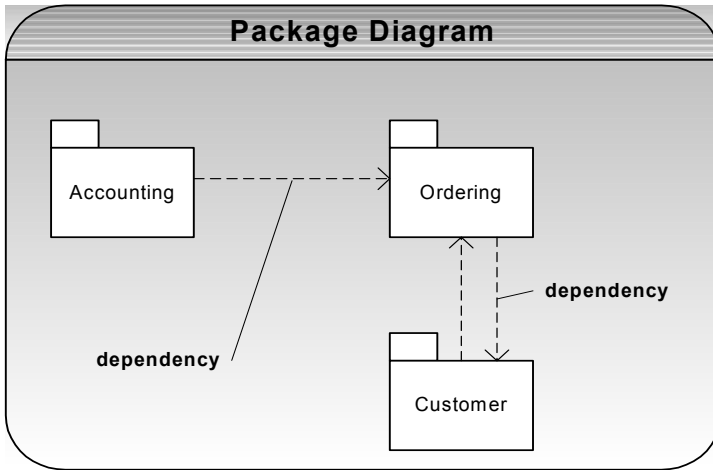 Package Diagram
Accounting
Ordering
dependency
dependency
Customer